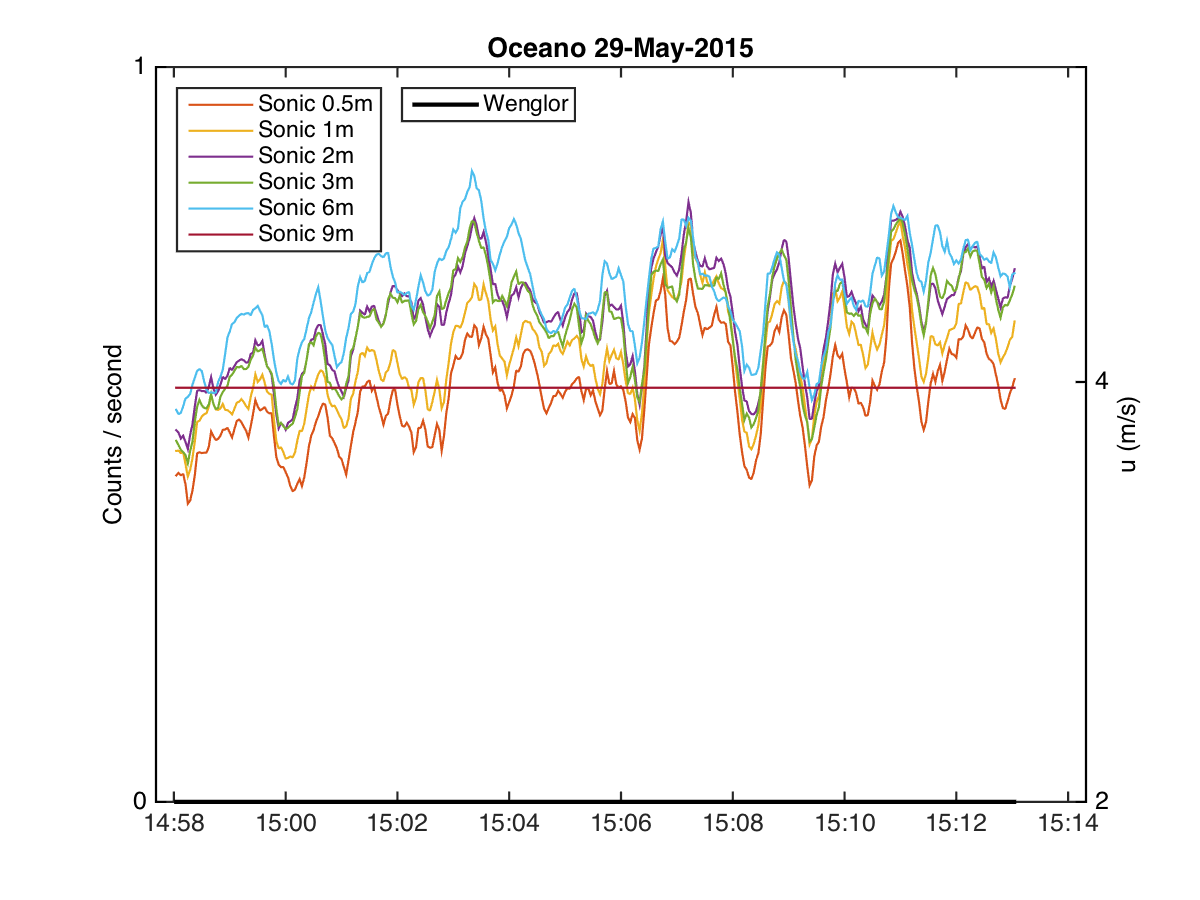 Oceano 29-May-2015
1
Sonic 0.5m
Sonic 1m
Sonic 2m
Sonic 3m
Sonic 6m
Sonic 9m
Wenglor
Counts / second
4
u (m/s)
0
2
14:58 15:00 15:02 15:04 15:06 15:08 15:10 15:12 15:14